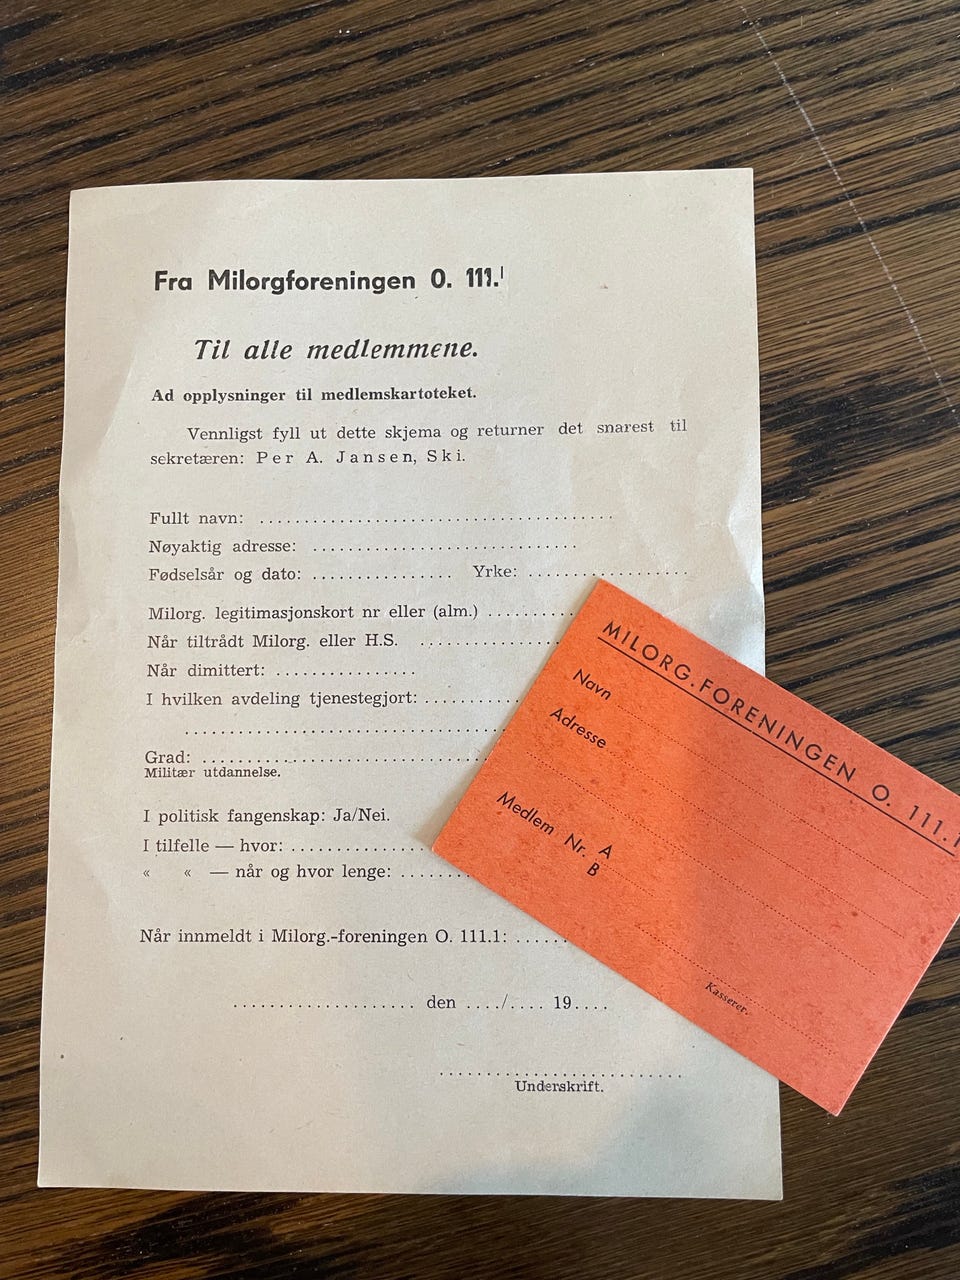 Fra Milorgforeningen O. 111.1
Til alle medlemmene.
Ad opplysninger til medlemskartoteket.
Vennligst fyll ut dette skjema og returner det snarest til
sekretæren: Per A. Jansen, Ski.
Fullt navn: ........................................
Nøyaktig adresse: ..............................
Fødselsår og dato: ................ Yrke: ...................
Milorg. legitimasjonskort nr eller (alm.) ..........
Når tiltrådt Milorg. eller H.S. ................
Når dimittert: ................
I hvilken avdeling tjenestegjort: ...........
....................................
Grad: ................................
Militær utdannelse.
I politisk fangenskap: Ja/Nei.
I tilfelle — hvor: ................
« « — når og hvor lenge: ........
Når innmeldt i Milorg.-foreningen O. 111.1: ......
..................... den ..../.... 19....
............................
Underskrift.
MILORG.FORENINGEN O. 111.1
Navn
Adresse
Medlem Nr. A
B
Kasserer.